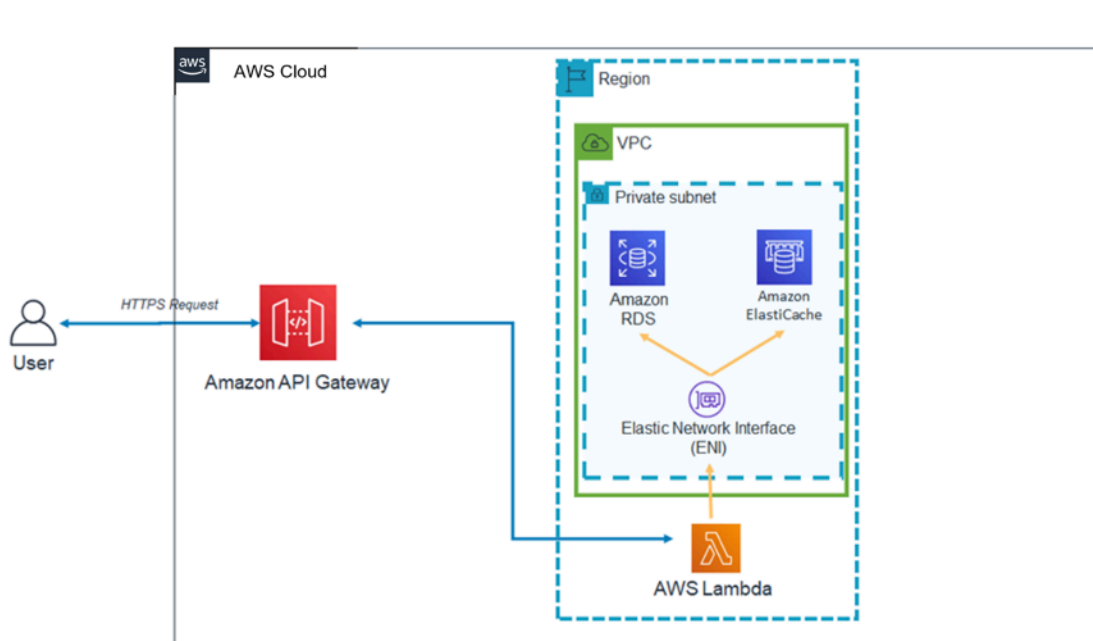 aws
AWS Cloud
Region
VPC
Private subnet
Amazon
RDS
Amazon
ElastiCache
HTTPS Request
User
Amazon API Gateway
Elastic Network Interface
(ENI)
AWS Lambda